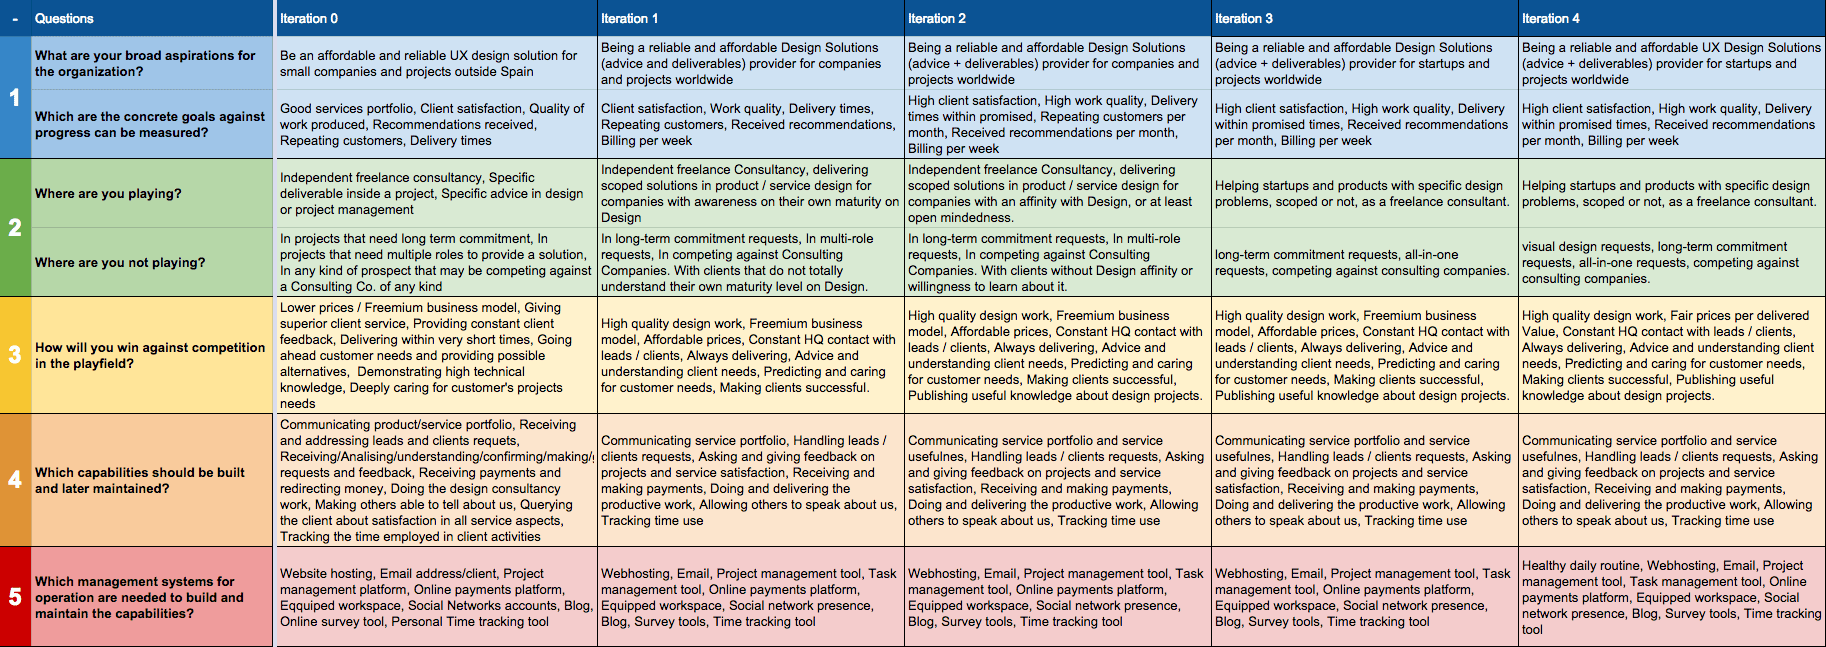 - Questions Iteration 0 Iteration 1 Iteration 2 Iteration 3 Iteration 4
1
What are your broad aspirations for
the organization?
Be an affordable and reliable UX design solution for
small companies and projects outside Spain
Being a reliable and affordable Design Solutions
(advice and deliverables) provider for companies
and projects worldwide
Being a reliable and affordable Design Solutions
(advice + deliverables) provider for companies and
projects worldwide
Being a reliable and affordable Design Solutions
(advice + deliverables) provider for startups and
projects worldwide
Being a reliable and affordable UX Design Solutions
(advice + deliverables) provider for startups and
projects worldwide
Which are the concrete goals against
progress can be measured?
Good services portfolio, Client satisfaction, Quality of
work produced, Recommendations received,
Repeating customers, Delivery times
Client satisfaction, Work quality, Delivery times,
Repeating customers, Received recommendations,
Billing per week
High client satisfaction, High work quality, Delivery
times within promised, Repeating customers per
month, Received recommendations per month,
Billing per week
High client satisfaction, High work quality, Delivery
within promised times, Received recommendations
per month, Billing per week
High client satisfaction, High work quality, Delivery
within promised times, Received recommendations
per month, Billing per week
2
Where are you playing?
Independent freelance consultancy, Specific
deliverable inside a project, Specific advice in design
or project management
Independent freelance Consultancy, delivering
scoped solutions in product / service design for
companies with awareness on their own maturity on
Design
Independent freelance Consultancy, delivering
scoped solutions in product / service design for
companies with an affinity with Design, or at least
open mindedness.
Helping startups and products with specific design
problems, scoped or not, as a freelance consultant.
Helping startups and products with specific design
problems, scoped or not, as a freelance consultant.
Where are you not playing?
In projects that need long term commitment, In
projects that need multiple roles to provide a solution,
In any kind of prospect that may be competing against
a Consulting Co. of any kind
In long-term commitment requests, In multi-role
requests, In competing against Consulting
Companies. With clients that do not totally
understand their own maturity level on Design.
In long-term commitment requests, In multi-role
requests, In competing against Consulting
Companies. With clients without Design affinity or
willingness to learn about it.
long-term commitment requests, all-in-one
requests, competing against consulting companies.
visual design requests, long-term commitment
requests, all-in-one requests, competing against
consulting companies.
3
How will you win against competition
in the playfield?
Lower prices / Freemium business model, Giving
superior client service, Providing constant client
feedback, Delivering within very short times, Going
ahead customer needs and providing possible
alternatives, Demonstrating high technical
knowledge, Deeply caring for customer's projects
needs
High quality design work, Freemium business
model, Affordable prices, Constant HQ contact with
leads / clients, Always delivering, Advice and
understanding client needs, Predicting and caring
for customer needs, Making clients successful.
High quality design work, Freemium business
model, Affordable prices, Constant HQ contact with
leads / clients, Always delivering, Advice and
understanding client needs, Predicting and caring
for customer needs, Making clients successful,
Publishing useful knowledge about design projects.
High quality design work, Freemium business
model, Affordable prices, Constant HQ contact with
leads / clients, Always delivering, Advice and
understanding client needs, Predicting and caring
for customer needs, Making clients successful,
Publishing useful knowledge about design projects.
High quality design work, Fair prices per delivered
Value, Constant HQ contact with leads / clients,
Always delivering, Advice and understanding client
needs, Predicting and caring for customer needs,
Making clients successful, Publishing useful
knowledge about design projects.
4
Which capabilities should be built
and later maintained?
Communicating product/service portfolio, Receiving
and addressing leads and clients requets,
Receiving/Analising/understanding/confirming/making/
requests and feedback, Receiving payments and
redirecting money, Doing the design consultancy
work, Making others able to tell about us, Querying
the client about satisfaction in all service aspects,
Tracking the time employed in client activities
Communicating service portfolio, Handling leads /
clients requests, Asking and giving feedback on
projects and service satisfaction, Receiving and
making payments, Doing and delivering the
productive work, Allowing others to speak about us,
Tracking time use
Communicating service portfolio and service
usefulnes, Handling leads / clients requests, Asking
and giving feedback on projects and service
satisfaction, Receiving and making payments,
Doing and delivering the productive work, Allowing
others to speak about us, Tracking time use
Communicating service portfolio and service
usefulnes, Handling leads / clients requests, Asking
and giving feedback on projects and service
satisfaction, Receiving and making payments,
Doing and delivering the productive work, Allowing
others to speak about us, Tracking time use
Communicating service portfolio and service
usefulnes, Handling leads / clients requests, Asking
and giving feedback on projects and service
satisfaction, Receiving and making payments,
Doing and delivering the productive work, Allowing
others to speak about us, Tracking time use
5
Which management systems for
operation are needed to build and
maintain the capabilities?
Website hosting, Email address/client, Project
management platform, Online payments platform,
Eqquiped workspace, Social Networks accounts, Blog,
Online survey tool, Personal Time tracking tool
Webhosting, Email, Project management tool, Task
management tool, Online payments platform,
Equipped workspace, Social network presence,
Blog, Survey tools, Time tracking tool
Webhosting, Email, Project management tool, Task
management tool, Online payments platform,
Equipped workspace, Social network presence,
Blog, Survey tools, Time tracking tool
Webhosting, Email, Project management tool, Task
management tool, Online payments platform,
Equipped workspace, Social network presence,
Blog, Survey tools, Time tracking tool
Healthy daily routine, Webhosting, Email, Project
management tool, Task management tool, Online
payments platform, Equipped workspace, Social
network presence, Blog, Survey tools, Time tracking
tool